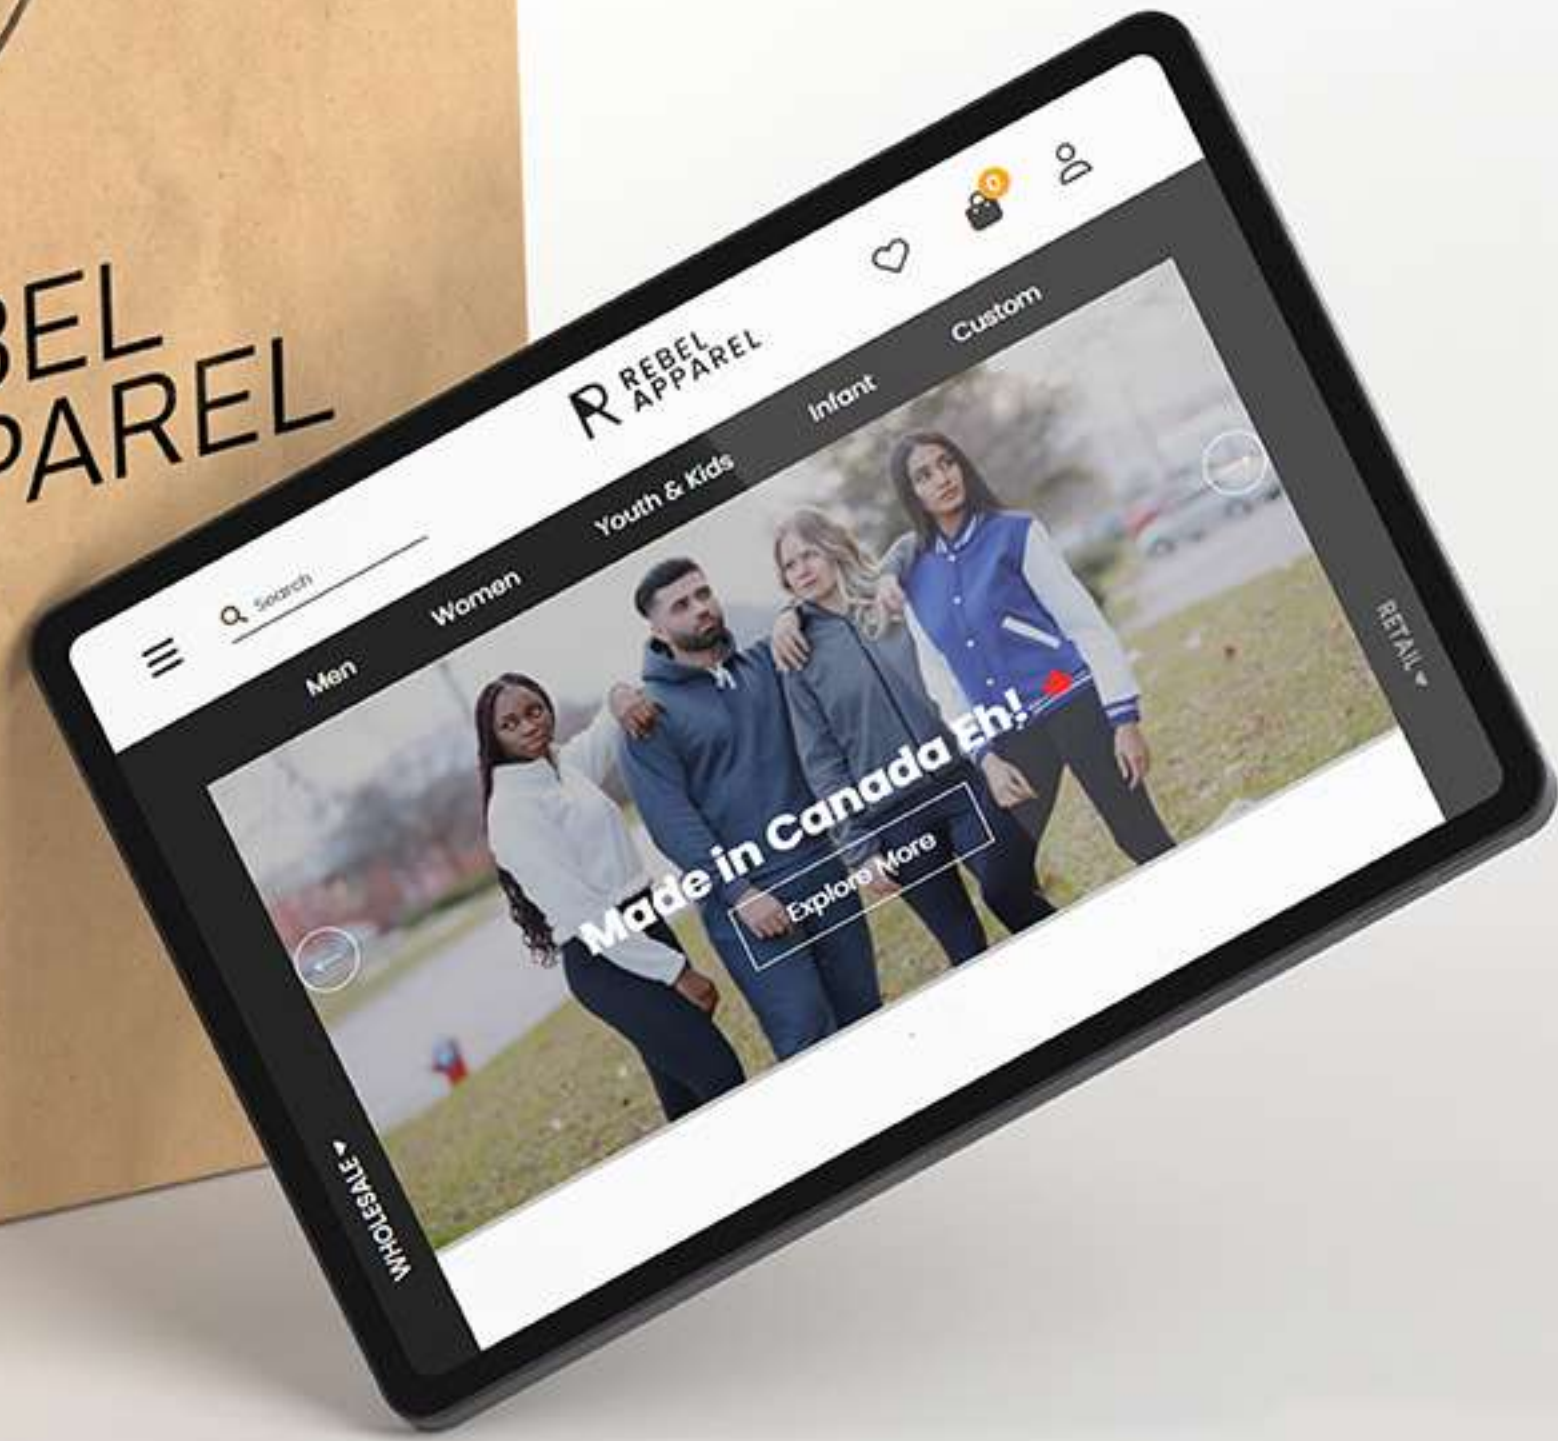 BEL
PAREL
Search
REBEL
APPAREL
0
Men
Women
Youth & Kids
Infant
Custom
Made in Canada Eh!
Explore More
WHOLESALE
RETAIL